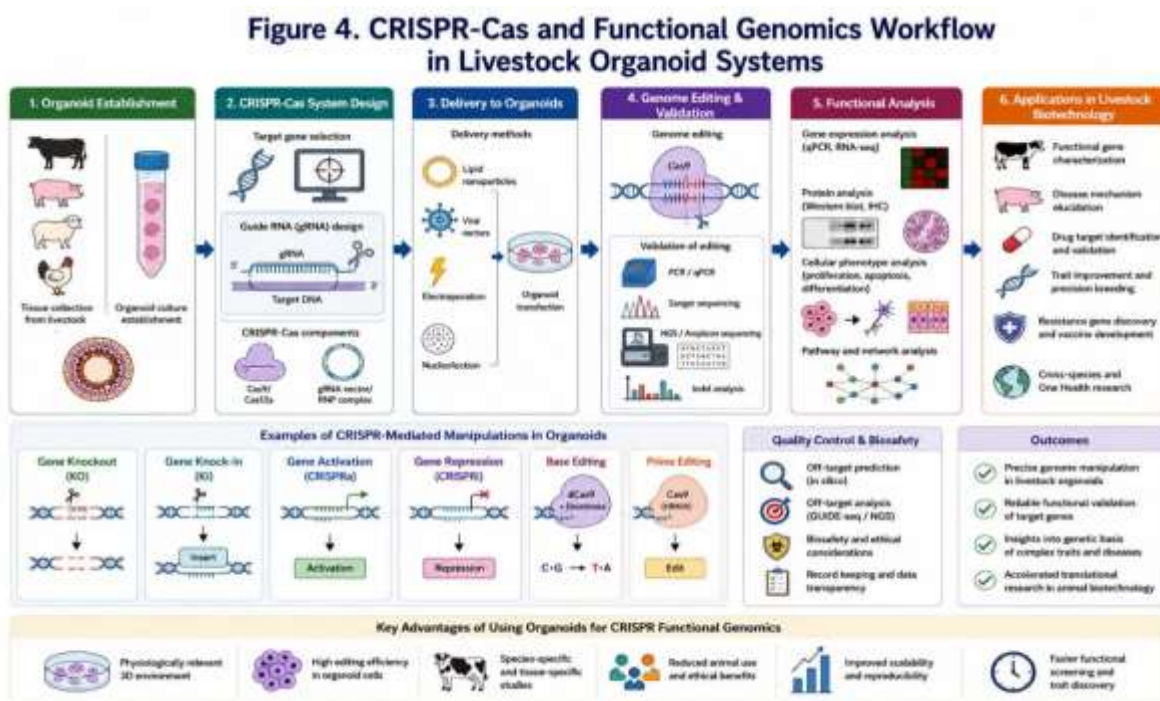 Figure 4. CRISPR-Cas and Functional Genomics Workflow
in Livestock Organoid Systems
1. Organoid Establishment
Tissue collection
from livestock
Organoid culture
establishment
2. CRISPR-Cas System Design
Target gene selection
Guide RNA (gRNA) design
gRNA
5'
3'
Target DNA
CRISPR-Cas components
Cas9/
Cas12a
gRNA vector/
RNP complex
3. Delivery to Organoids
Delivery methods
Lipid
nanoparticles
Viral
vectors
Electroporation
Nucleofection
Organoid
transfection
4. Genome Editing &
Validation
Genome editing
Cas9
Validation of editing
PCR / qPCR
Sanger sequencing
NGS / Amplicon sequencing
Indel analysis
5. Functional Analysis
Gene expression analysis
(qPCR, RNA-seq)
Protein analysis
(Western blot, IHC)
Cellular phenotype analysis
(proliferation, apoptosis,
differentiation)
Pathway and network analysis
6. Applications in Livestock
Biotechnology
Functional gene
characterization
Disease mechanism
elucidation
Drug target identification
and validation
Trait improvement and
precision breeding
Resistance gene discovery
and vaccine development
Cross-species and
One Health research
Examples of CRISPR-Mediated Manipulations in Organoids
Gene Knockout
(KO)
Gene Knock-in
(KI)
Insert
Gene Activation
(CRISPRa)
Activation
Gene Repression
(CRISPRi)
Repression
Base Editing
dCas9
C•G → T•A
Prime Editing
Cas9
Edit
Quality Control & Biosafety
Off-target prediction
(in silico)
Off-target analysis
(GUIDE-seq / NGS)
Biosafety and ethical
considerations
Record keeping and data
transparency
Outcomes
Precise genome manipulation
in livestock organoids
Reliable functional validation
of target genes
Insights into genetic basis
of complex traits and diseases
Accelerated translational
research in animal biotechnology
Key Advantages of Using Organoids for CRISPR Functional Genomics
Physiologically relevant
3D environment
High editing efficiency
in organoid cells
Species-specific
and tissue-specific
studies
Reduced animal use
and ethical benefits
Improved scalability
and reproducibility
Faster functional
screening and
trait discovery